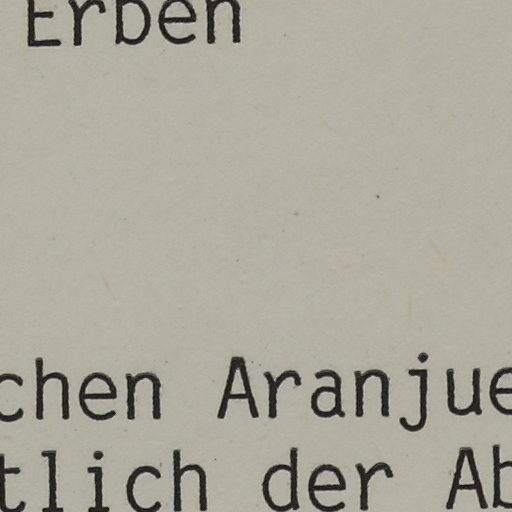 Erben
chen Aranjue
tlich der Ab